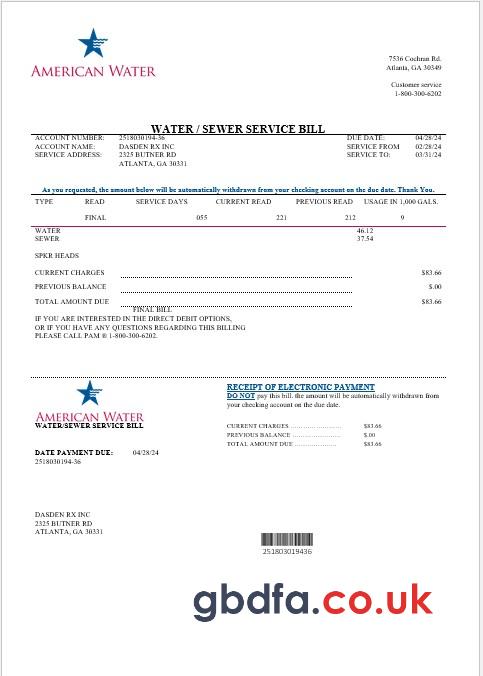 AMERICAN WATER
7536 Cochran Rd.
Atlanta, GA 30349
Customer service
1-800-300-6202
WATER / SEWER SERVICE BILL
ACCOUNT NUMBER: 2518030194-36 DUE DATE: 04/28/24
ACCOUNT NAME: DASDEN RX INC SERVICE FROM 02/28/24
SERVICE ADDRESS: 2325 BUTNER RD SERVICE TO: 03/31/24
ATLANTA, GA 30331
As you requested, the amount below will be automatically withdrawn from your checking account on the due date. Thank You.
TYPE READ SERVICE DAYS CURRENT READ PREVIOUS READ USAGE IN 1,000 GALS.
FINAL 055 221 212 9
WATER 46.12
SEWER 37.54
SPKR HEADS
CURRENT CHARGES $83.66
PREVIOUS BALANCE $.00
TOTAL AMOUNT DUE $83.66
FINAL BILL
IF YOU ARE INTERESTED IN THE DIRECT DEBIT OPTIONS,
OR IF YOU HAVE ANY QUESTIONS REGARDING THIS BILLING
PLEASE CALL PAM ® 1-800-300-6202.
AMERICAN WATER
WATER/SEWER SERVICE BILL
DATE PAYMENT DUE: 04/28/24
2518030194-36
RECEIPT OF ELECTRONIC PAYMENT
DO NOT pay this bill. the amount will be automatically withdrawn from
your checking account on the due date.
CURRENT CHARGES ........................ $83.66
PREVIOUS BALANCE ....................... $.00
TOTAL AMOUNT DUE .................... $83.66
DASDEN RX INC
2325 BUTNER RD
ATLANTA, GA 30331
251803019436
gbdfa.co.uk